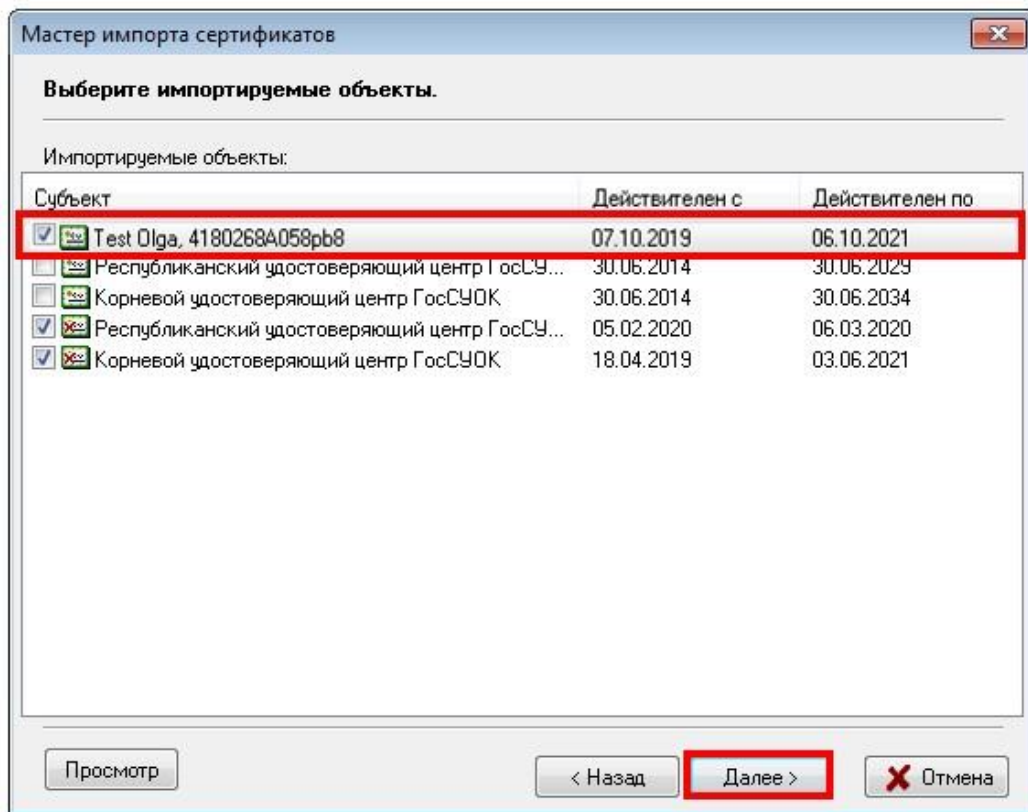 Мастер импорта сертификатов
Выберите импортируемые объекты.
Импортируемые объекты:
Субъект Действителен с Действителен по
Test Olga, 4180268A058pb8 07.10.2019 06.10.2021
Республиканский удостоверяющий центр ГосСУ... 30.06.2014 30.06.2029
Корневой удостоверяющий центр ГосСУОК 30.06.2014 30.06.2034
Республиканский удостоверяющий центр ГосСУ... 05.02.2020 06.03.2020
Корневой удостоверяющий центр ГосСУОК 18.04.2019 03.06.2021
Просмотр < Назад Далее > Отмена